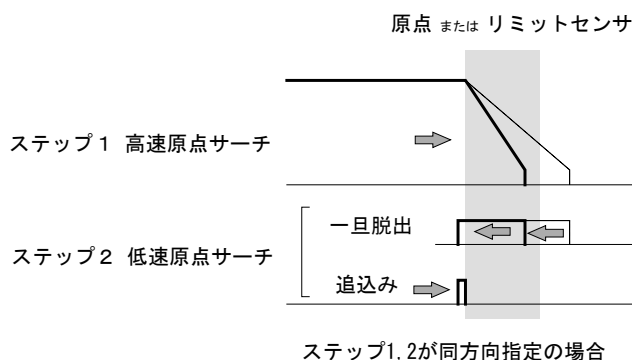 原点 または リミットセンサ
ステップ１ 高速原点サーチ
一旦脱出
ステップ２ 低速原点サーチ
追込み
ステップ1, 2が同方向指定の場合